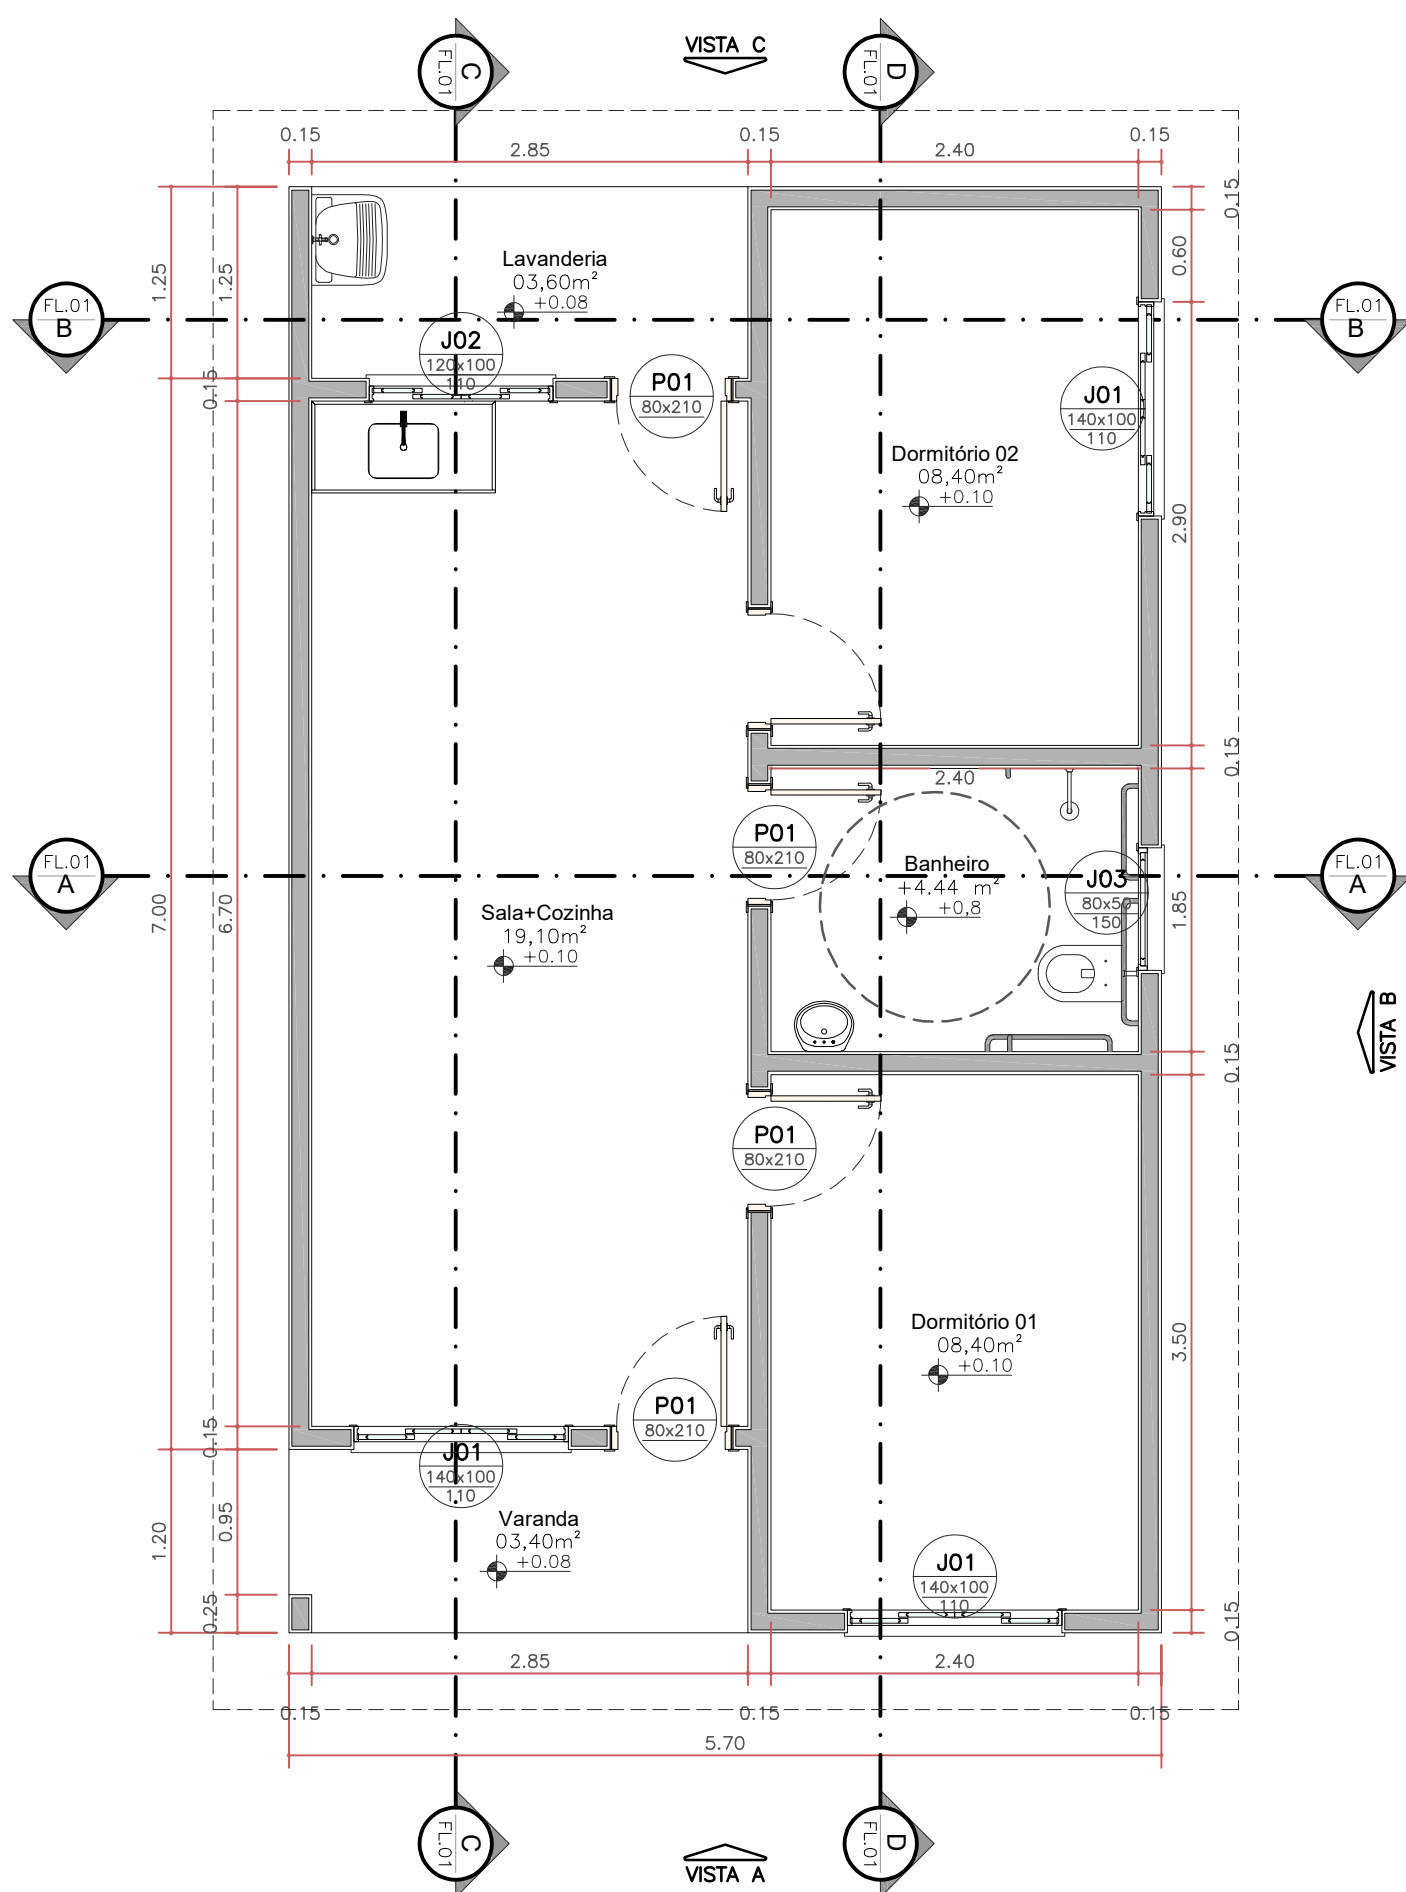 C
FL.01
VISTA C
D
FL.01
0.15
2.85
0.15
2.40
0.15
0.15
1.25
1.25
0.60
Lavanderia
03,60m²
+0.08
FL.01
B
FL.01
B
J02
120x100
110
P01
80x210
J01
140x100
110
0.15
Dormitório 02
08,40m²
+0.10
2.90
0.15
2.40
P01
80x210
Banheiro
+4.44 m²
+0,8
J03
80x50
150
FL.01
A
FL.01
A
7.00
6.70
1.85
Sala+Cozinha
19,10m²
+0.10
VISTA B
0.15
P01
80x210
Dormitório 01
08,40m²
+0.10
3.50
P01
80x210
0.15
J01
140x100
110
Varanda
03,40m²
+0.08
1.20
0.95
J01
140x100
110
0.25
0.15
2.85
2.40
0.15
0.15
0.15
5.70
C
FL.01
VISTA A
D
FL.01